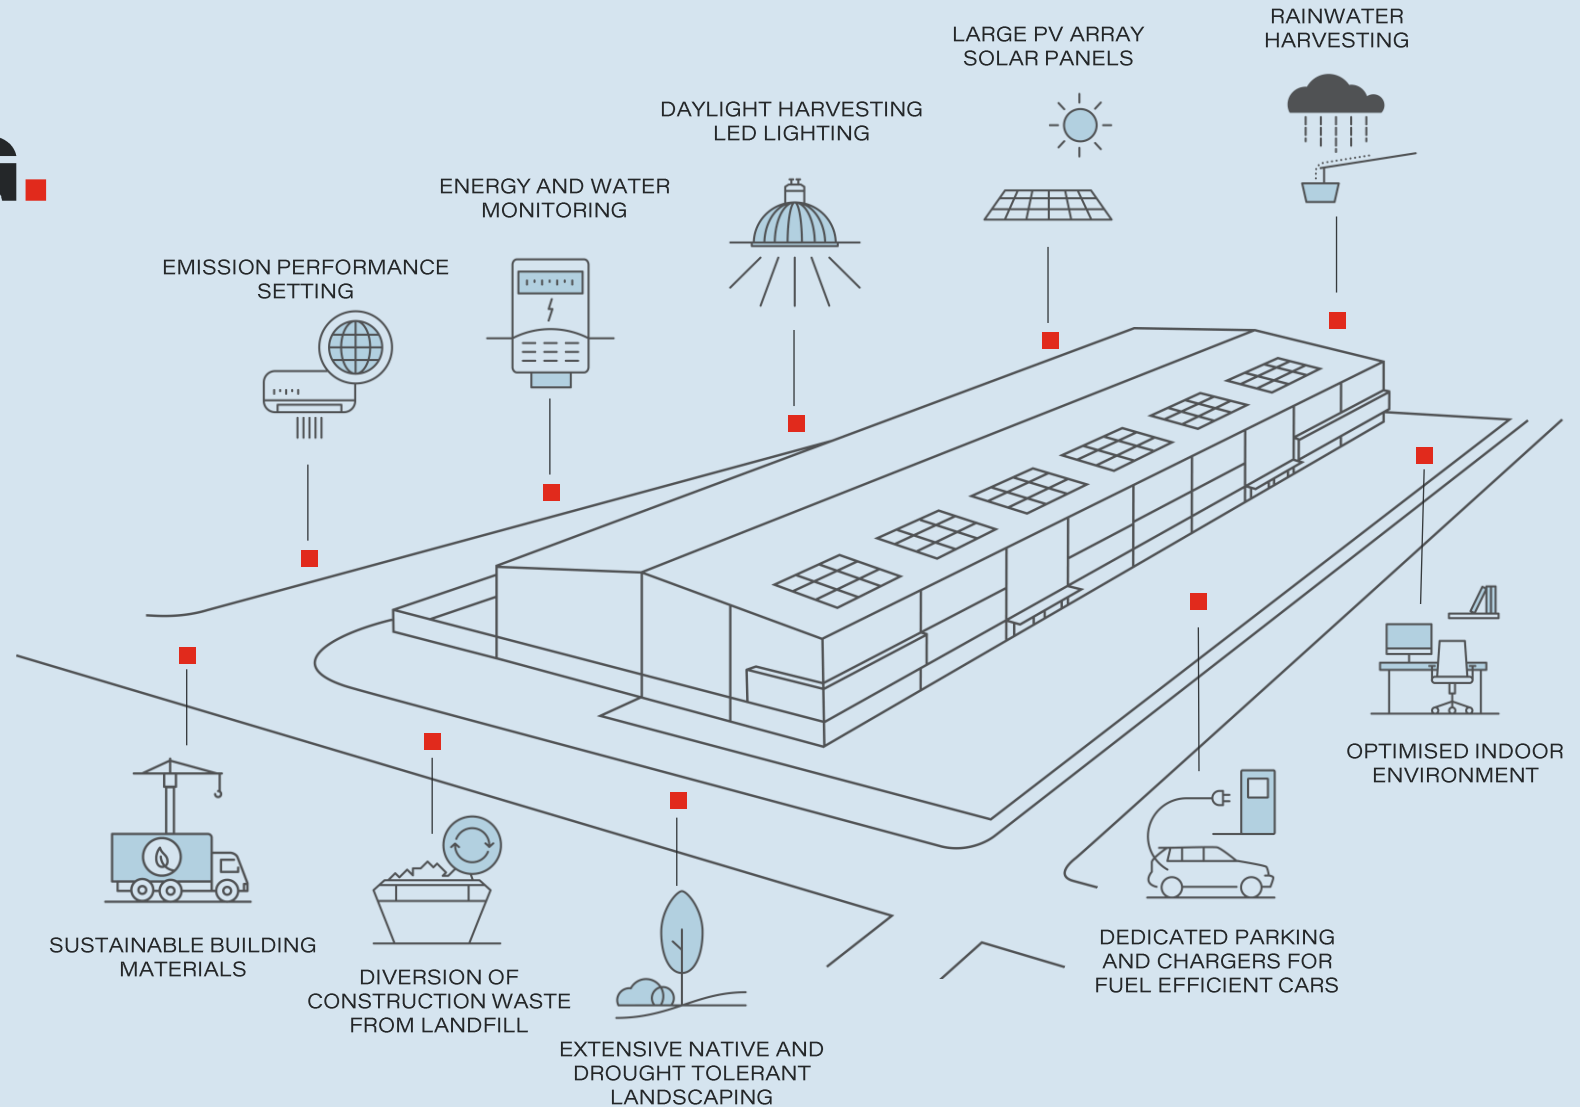 RAINWATER
HARVESTING
LARGE PV ARRAY
SOLAR PANELS
DAYLIGHT HARVESTING
LED LIGHTING
ENERGY AND WATER
MONITORING
EMISSION PERFORMANCE
SETTING
OPTIMISED INDOOR
ENVIRONMENT
SUSTAINABLE BUILDING
MATERIALS
DIVERSION OF
CONSTRUCTION WASTE
FROM LANDFILL
DEDICATED PARKING
AND CHARGERS FOR
FUEL EFFICIENT CARS
EXTENSIVE NATIVE AND
DROUGHT TOLERANT
LANDSCAPING